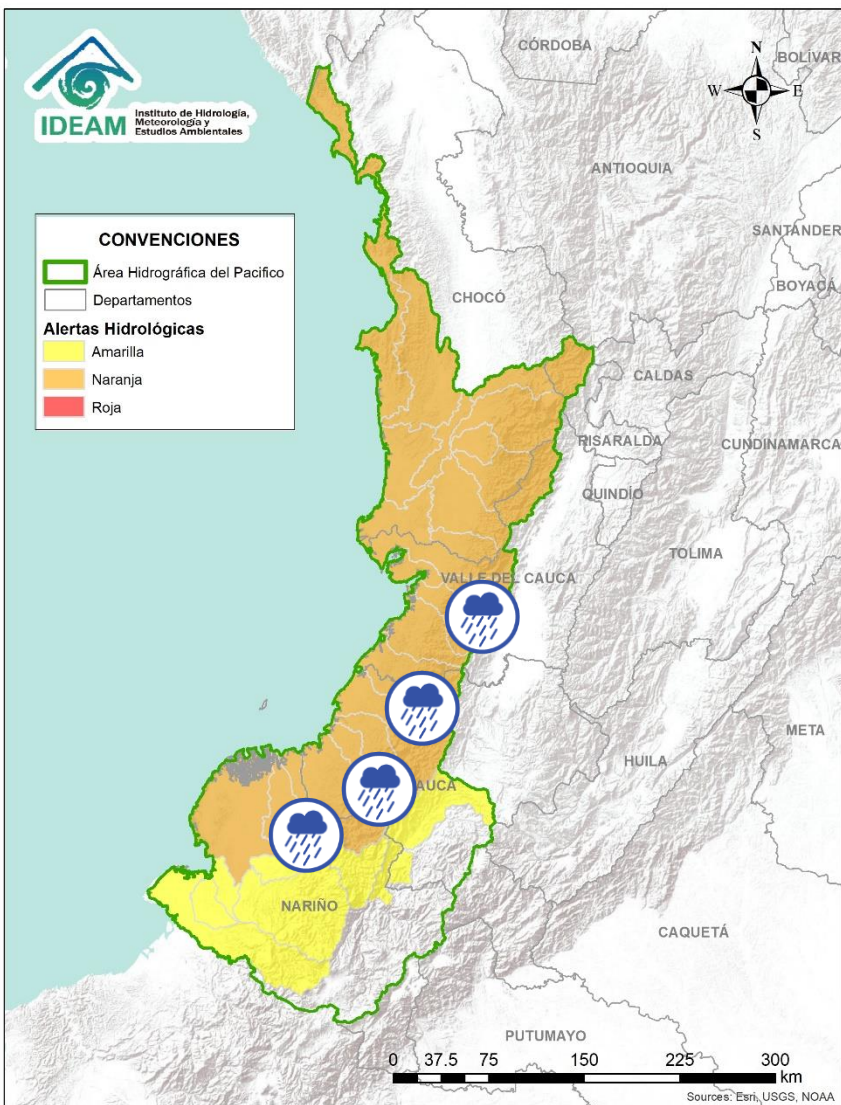 IDEAM
Instituto de Hidrología,
Meteorología y
Estudios Ambientales
CONVENCIONES
Área Hidrográfica del Pacifico
Departamentos
Alertas Hidrológicas
Amarilla
Naranja
Roja
N
W E
S
CÓRDOBA
BOLÍVAR
ANTIOQUIA
SANTANDER
BOYACÁ
CHOCÓ
CALDAS
RISARALDA
CUNDINAMARCA
QUINDÍO
TOLIMA
VALLE DEL CAUCA
META
HUILA
AUCA
NARIÑO
CAQUETÁ
PUTUMAYO
0 37.5 75 150 225 300
km
Sources: Esri, USGS, NOAA